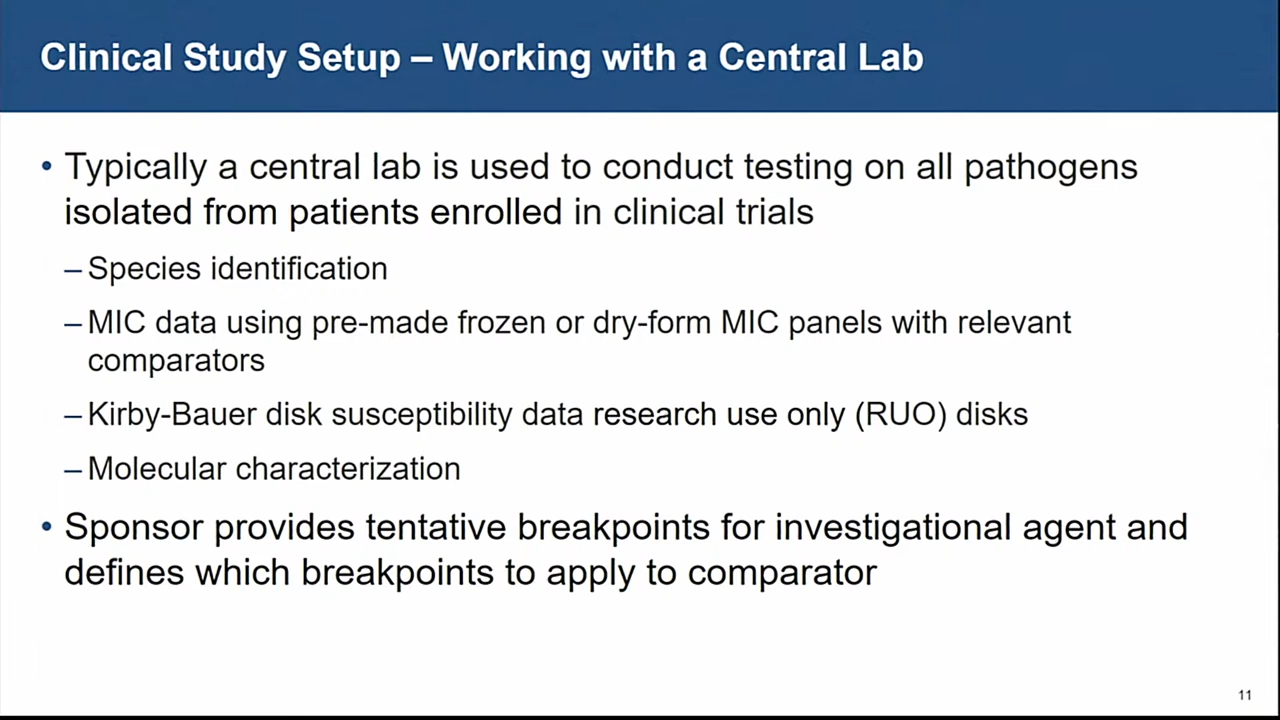 Clinical Study Setup – Working with a Central Lab
• Typically a central lab is used to conduct testing on all pathogens
isolated from patients enrolled in clinical trials
– Species identification
– MIC data using pre-made frozen or dry-form MIC panels with relevant
comparators
– Kirby-Bauer disk susceptibility data research use only (RUO) disks
– Molecular characterization
• Sponsor provides tentative breakpoints for investigational agent and
defines which breakpoints to apply to comparator
11